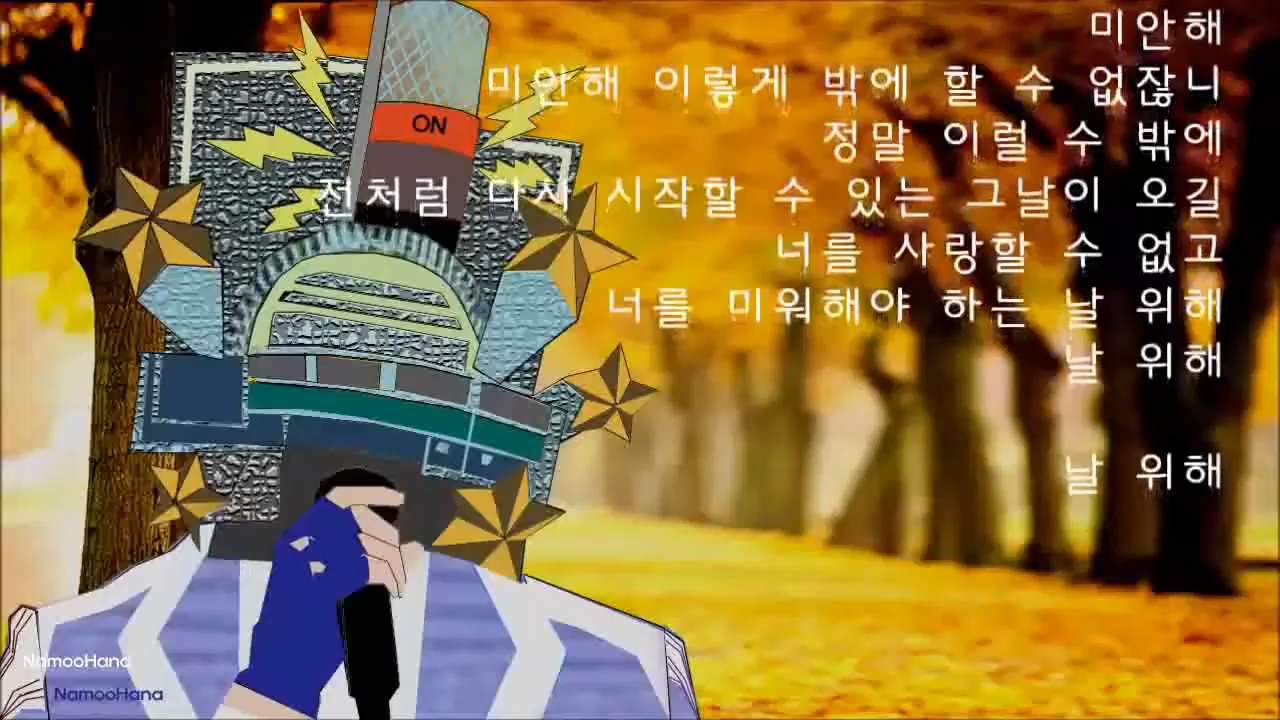 미안해
미안해 이렇게 밖에 할 수 없잖니
정말 이럴 수 밖에
전처럼 다시 시작할 수 있는 그날이 오길
너를 사랑할 수 없고
너를 미워해야 하는 날 위해
날 위해
날 위해
ON
NamooHana
NamooHana